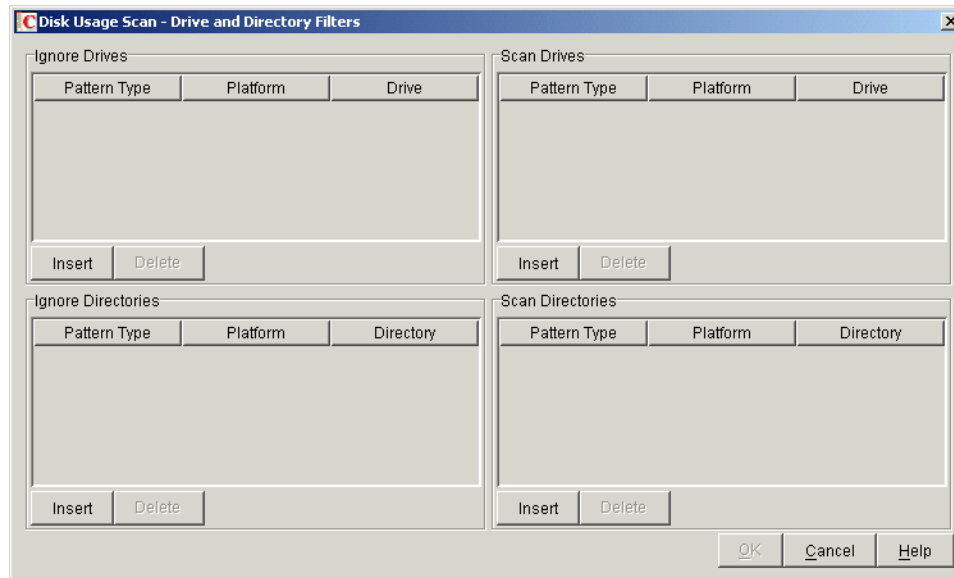 Disk Usage Scan - Drive and Directory Filters
Ignore Drives
Pattern Type Platform Drive
Insert Delete
Scan Drives
Pattern Type Platform Drive
Insert Delete
Ignore Directories
Pattern Type Platform Directory
Insert Delete
Scan Directories
Pattern Type Platform Directory
Insert Delete
OK Cancel Help